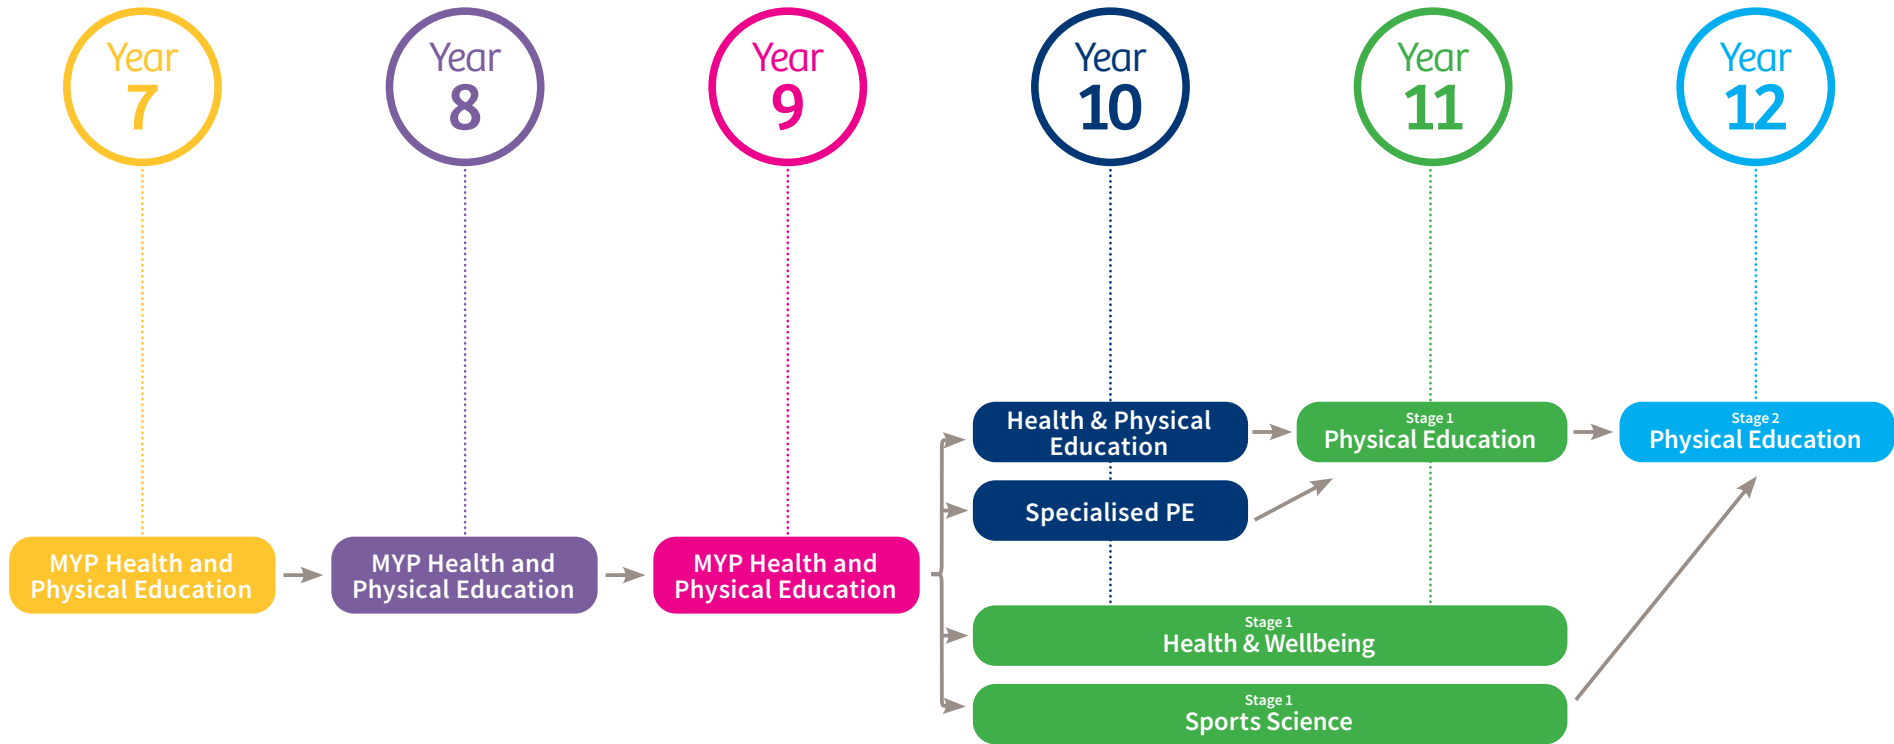 Year
7
Year
8
Year
9
Year
10
Year
11
Year
12
MYP Health and
Physical Education
MYP Health and
Physical Education
MYP Health and
Physical Education
Health & Physical
Education
Specialised PE
Stage 1
Physical Education
Stage 2
Physical Education
Stage 1
Health & Wellbeing
Stage 1
Sports Science